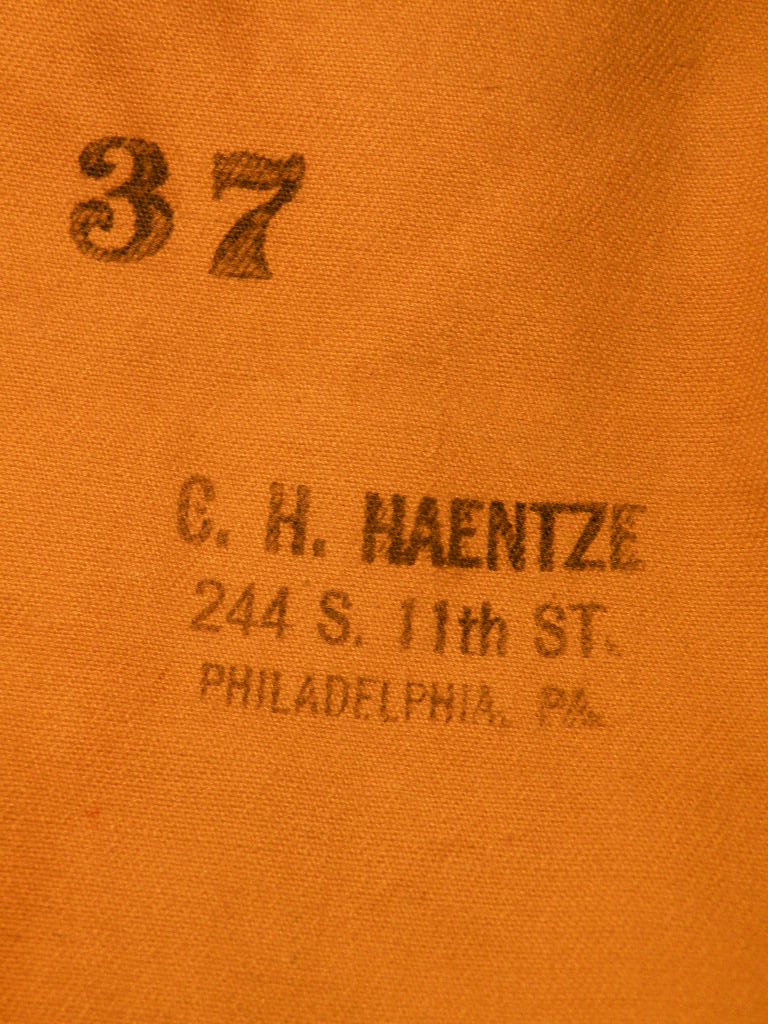 37
C. H. HAENTZE
244 S. 11th ST.
PHILADELPHIA, PA.